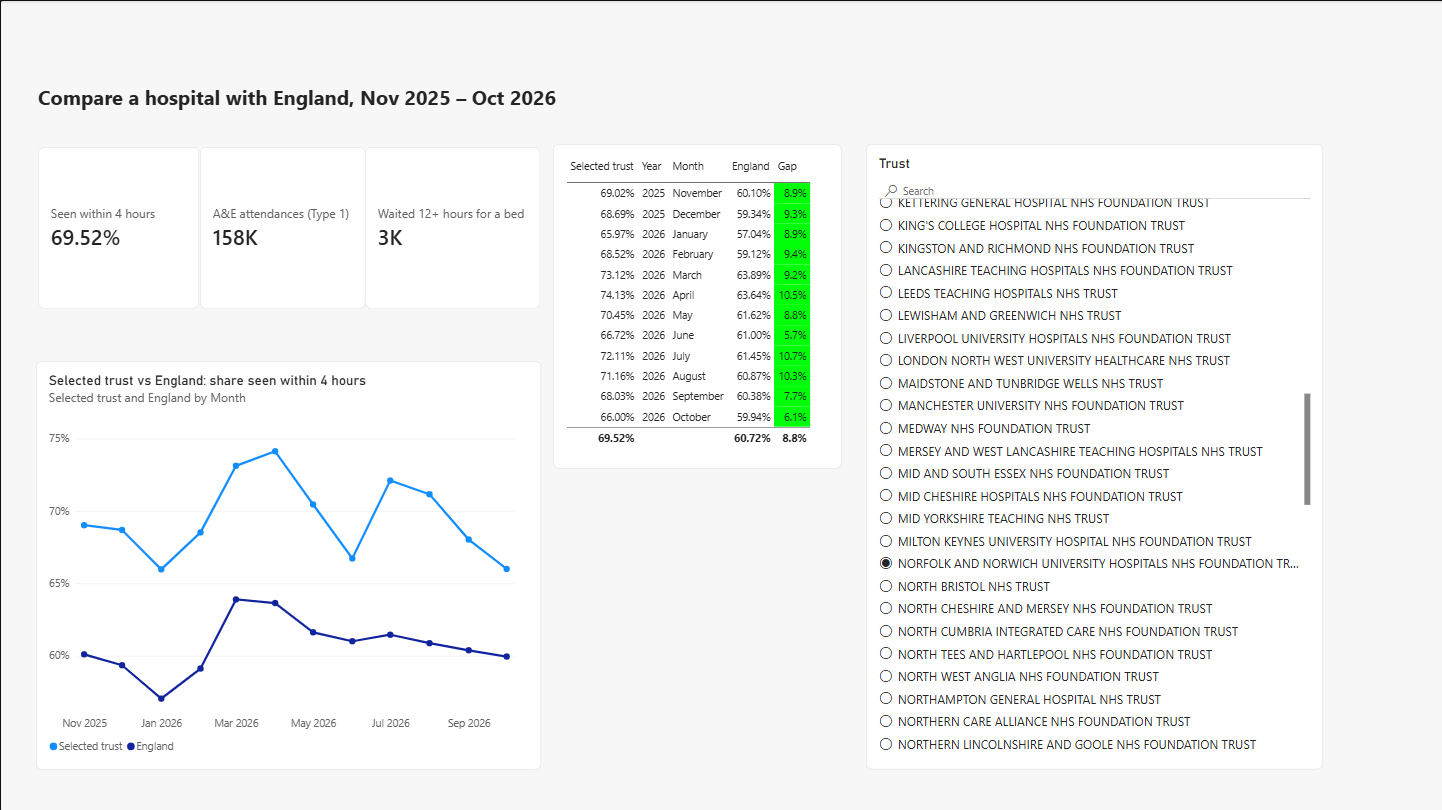 Compare a hospital with England, Nov 2025 – Oct 2026
Seen within 4 hours
69.52%
A&E attendances (Type 1)
158K
Waited 12+ hours for a bed
3K
Selected trust vs England: share seen within 4 hours
Selected trust and England by Month
75%
70%
65%
60%
Nov 2025 Jan 2026 Mar 2026 May 2026 Jul 2026 Sep 2026
Selected trust England
Selected trust Year Month England Gap
69.02% 2025 November 60.10% 8.9%
68.69% 2025 December 59.34% 9.3%
65.97% 2026 January 57.04% 8.9%
68.52% 2026 February 59.12% 9.4%
73.12% 2026 March 63.89% 9.2%
74.13% 2026 April 63.64% 10.5%
70.45% 2026 May 61.62% 8.8%
66.72% 2026 June 61.00% 5.7%
72.11% 2026 July 61.45% 10.7%
71.16% 2026 August 60.87% 10.3%
68.03% 2026 September 60.38% 7.7%
66.00% 2026 October 59.94% 6.1%
69.52% 60.72% 8.8%
Trust
Search
KETTERING GENERAL HOSPITAL NHS FOUNDATION TRUST
KING'S COLLEGE HOSPITAL NHS FOUNDATION TRUST
KINGSTON AND RICHMOND NHS FOUNDATION TRUST
LANCASHIRE TEACHING HOSPITALS NHS FOUNDATION TRUST
LEEDS TEACHING HOSPITALS NHS TRUST
LEWISHAM AND GREENWICH NHS TRUST
LIVERPOOL UNIVERSITY HOSPITALS NHS FOUNDATION TRUST
LONDON NORTH WEST UNIVERSITY HEALTHCARE NHS TRUST
MAIDSTONE AND TUNBRIDGE WELLS NHS TRUST
MANCHESTER UNIVERSITY NHS FOUNDATION TRUST
MEDWAY NHS FOUNDATION TRUST
MERSEY AND WEST LANCASHIRE TEACHING HOSPITALS NHS TRUST
MID AND SOUTH ESSEX NHS FOUNDATION TRUST
MID CHESHIRE HOSPITALS NHS FOUNDATION TRUST
MID YORKSHIRE TEACHING NHS TRUST
MILTON KEYNES UNIVERSITY HOSPITAL NHS FOUNDATION TRUST
NORFOLK AND NORWICH UNIVERSITY HOSPITALS NHS FOUNDATION TR...
NORTH BRISTOL NHS TRUST
NORTH CHESHIRE AND MERSEY NHS FOUNDATION TRUST
NORTH CUMBRIA INTEGRATED CARE NHS FOUNDATION TRUST
NORTH TEES AND HARTLEPOOL NHS FOUNDATION TRUST
NORTH WEST ANGLIA NHS FOUNDATION TRUST
NORTHAMPTON GENERAL HOSPITAL NHS TRUST
NORTHERN CARE ALLIANCE NHS FOUNDATION TRUST
NORTHERN LINCOLNSHIRE AND GOOLE NHS FOUNDATION TRUST